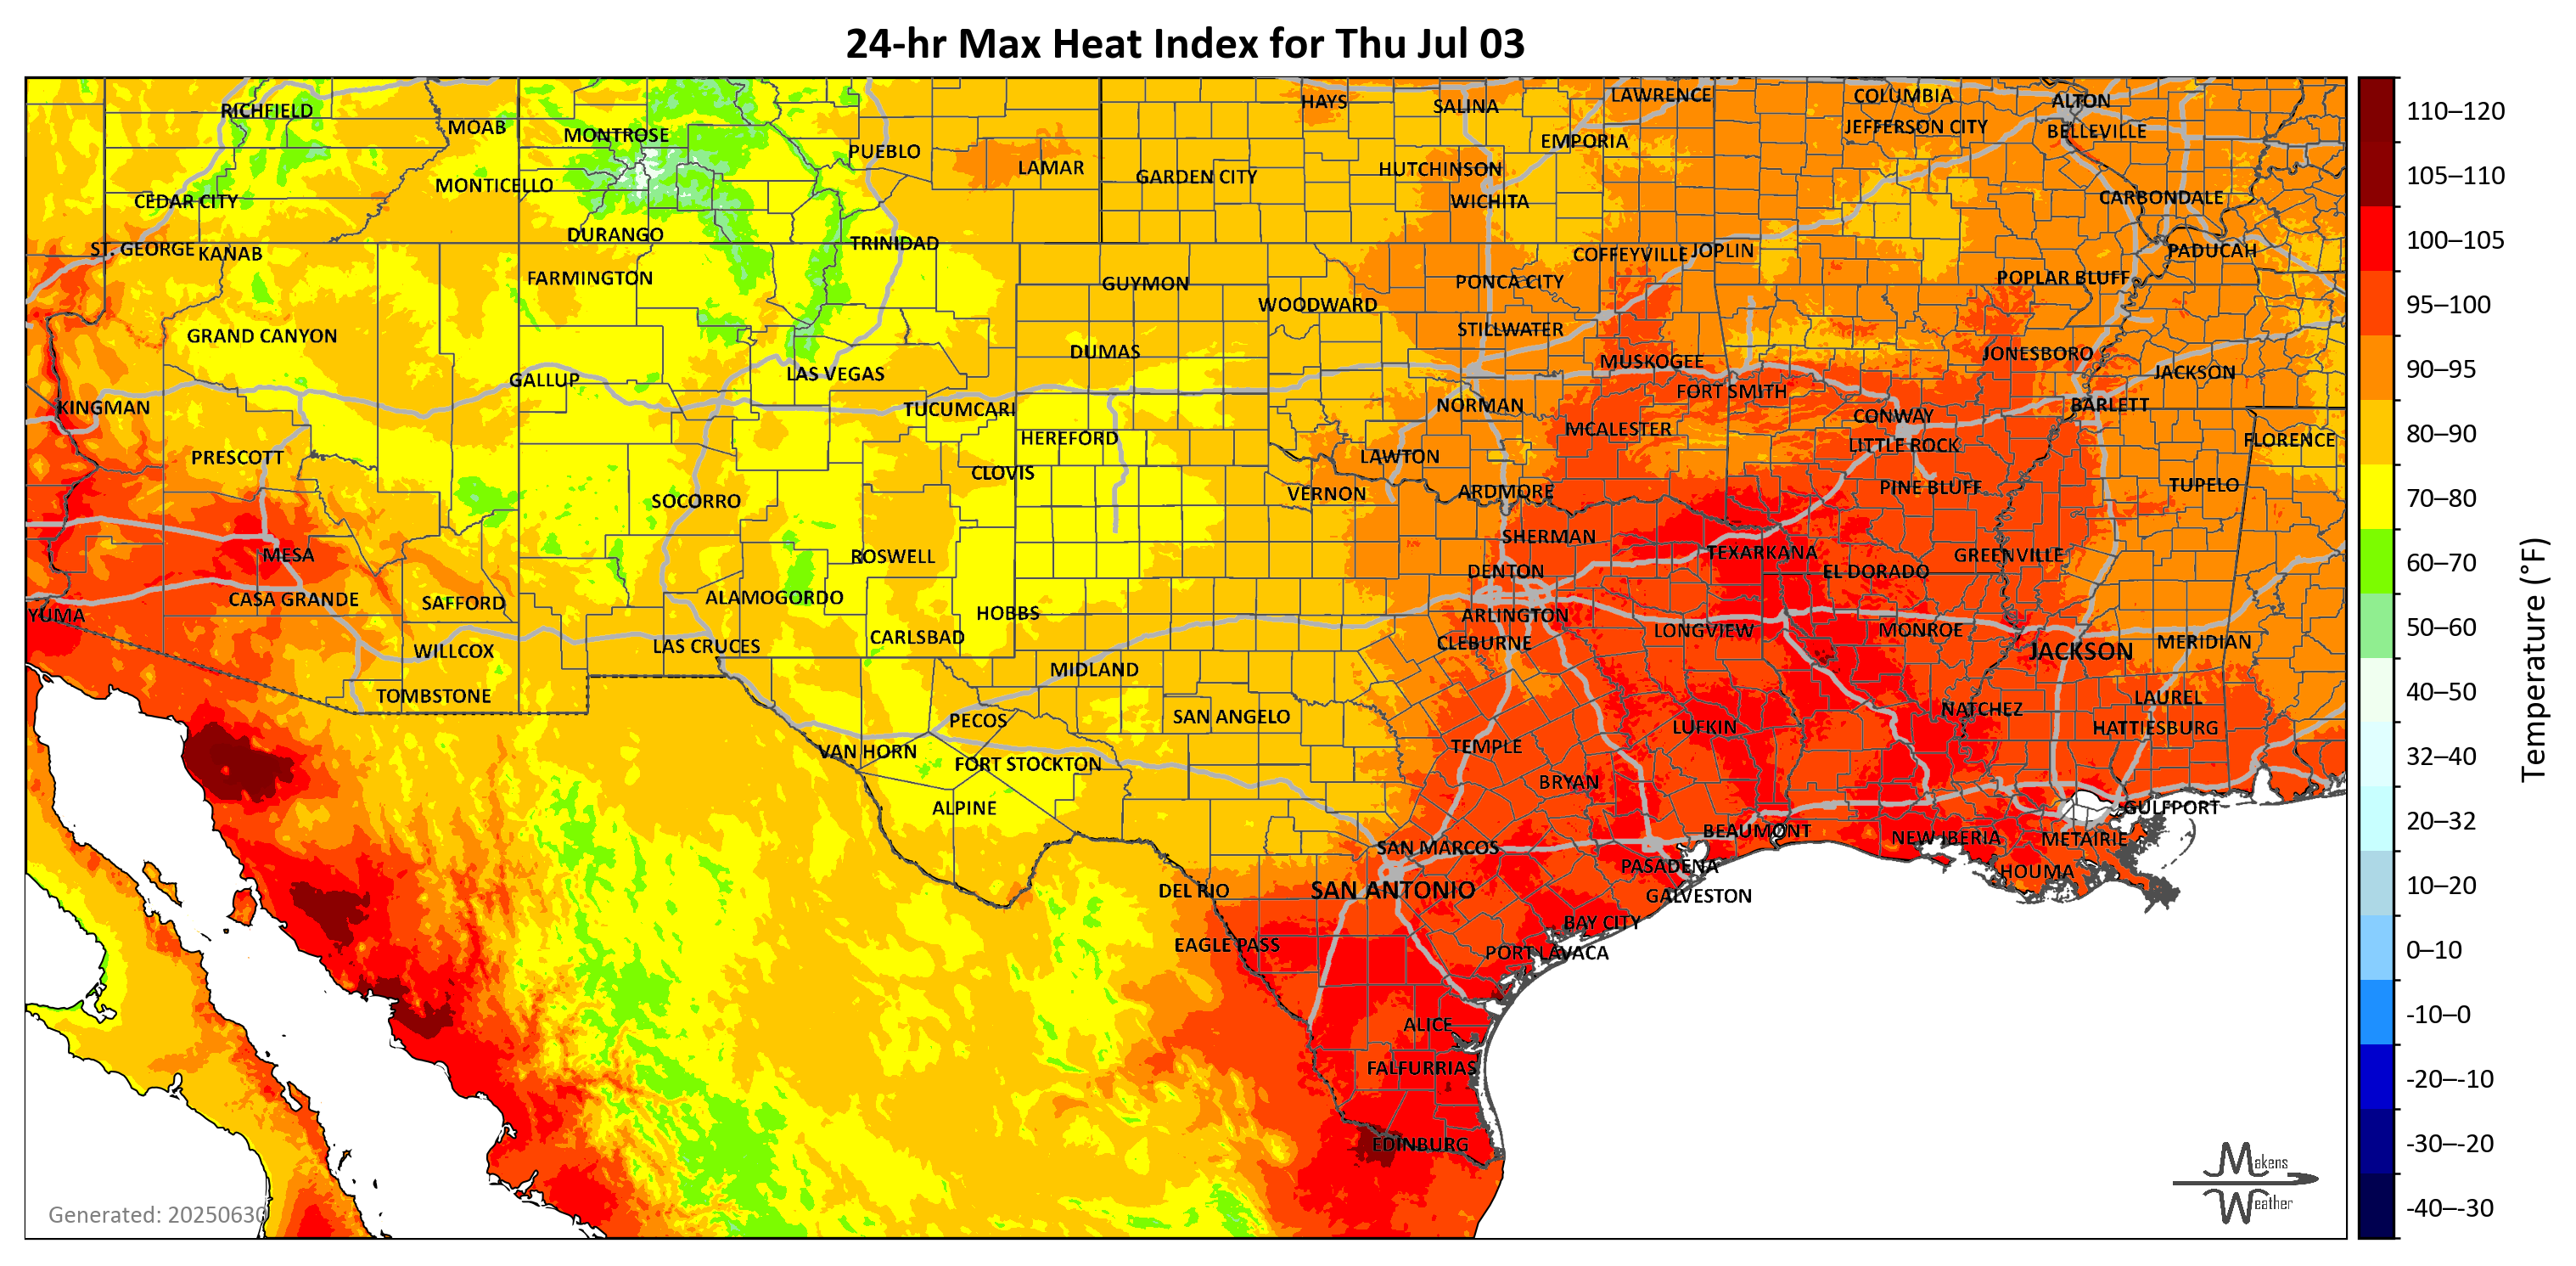 24-hr Max Heat Index for Thu Jul 03
RICHFIELD
MOAB
MONTROSE
PUEBLO
LAMAR
HAYS
SALINA
LAWRENCE
COLUMBIA
ALTON
EMPORIA
JEFFERSON CITY
BELLEVILLE
CEDAR CITY
MONTICELLO
GARDEN CITY
HUTCHINSON
WICHITA
CARBONDALE
ST. GEORGE
KANAB
DURANGO
TRINIDAD
COFFEYVILLE
JOPLIN
PADUCAH
FARMINGTON
GUYMON
WOODWARD
PONCA CITY
POPLAR BLUFF
GRAND CANYON
DUMAS
STILLWATER
MUSKOGEE
JONESBORO
GALLUP
LAS VEGAS
FORT SMITH
JACKSON
KINGMAN
TUCUMCARI
NORMAN
CONWAY
BARLETT
PRESCOTT
HEREFORD
MCALESTER
LITTLE ROCK
FLORENCE
CLOVIS
LAWTON
SOCORRO
VERNON
ARDMORE
PINE BLUFF
TUPELO
MESA
ROSWELL
SHERMAN
TEXARKANA
GREENVILLE
DENTON
EL DORADO
CASA GRANDE
SAFFORD
ALAMOGORDO
HOBBS
YUMA
ARLINGTON
WILLCOX
LAS CRUCES
CARLSBAD
CLEBURNE
LONGVIEW
MONROE
JACKSON
MERIDIAN
TOMBSTONE
MIDLAND
PECOS
SAN ANGELO
LUFKIN
NATCHEZ
LAUREL
HATTIESBURG
VAN HORN
FORT STOCKTON
TEMPLE
BRYAN
ALPINE
GULFPORT
SAN MARCOS
BEAUMONT
NEW IBERIA
METAIRIE
DEL RIO
SAN ANTONIO
PASADENA
GALVESTON
HOUMA
EAGLE PASS
BAY CITY
PORT LAVACA
ALICE
FALFURRIAS
EDINBURG
Generated: 20250630
Makens
Weather
110–120
105–110
100–105
95–100
90–95
80–90
70–80
60–70
50–60
40–50
32–40
20–32
10–20
0–10
-10–0
-20–-10
-30–-20
-40–-30
Temperature (°F)